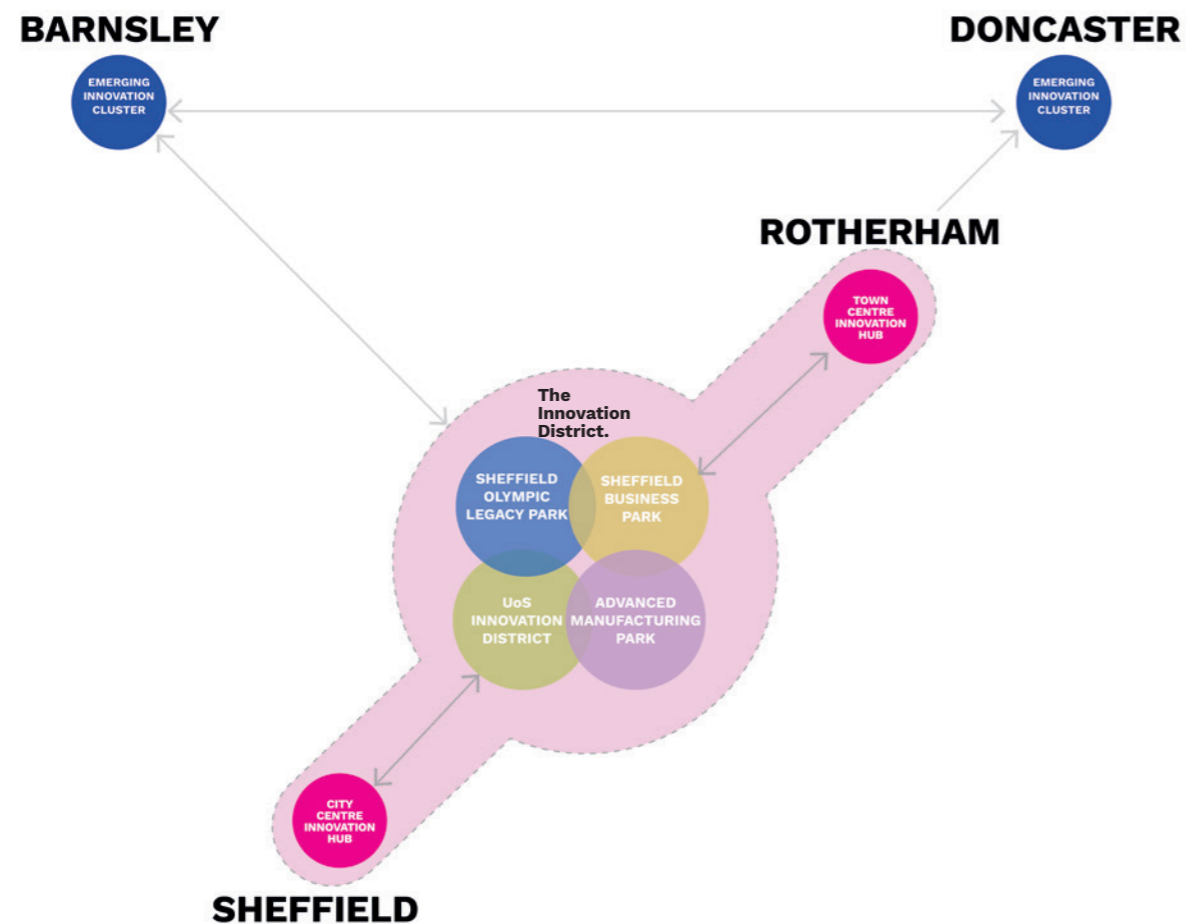 BARNSLEY
EMERGING
INNOVATION
CLUSTER
DONCASTER
EMERGING
INNOVATION
CLUSTER
ROTHERHAM
TOWN
CENTRE
INNOVATION
HUB
The
Innovation
District.
SHEFFIELD
OLYMPIC
LEGACY PARK
SHEFFIELD
BUSINESS
PARK
UoS
INNOVATION
DISTRICT
ADVANCED
MANUFACTURING
PARK
CITY
CENTRE
INNOVATION
HUB
SHEFFIELD